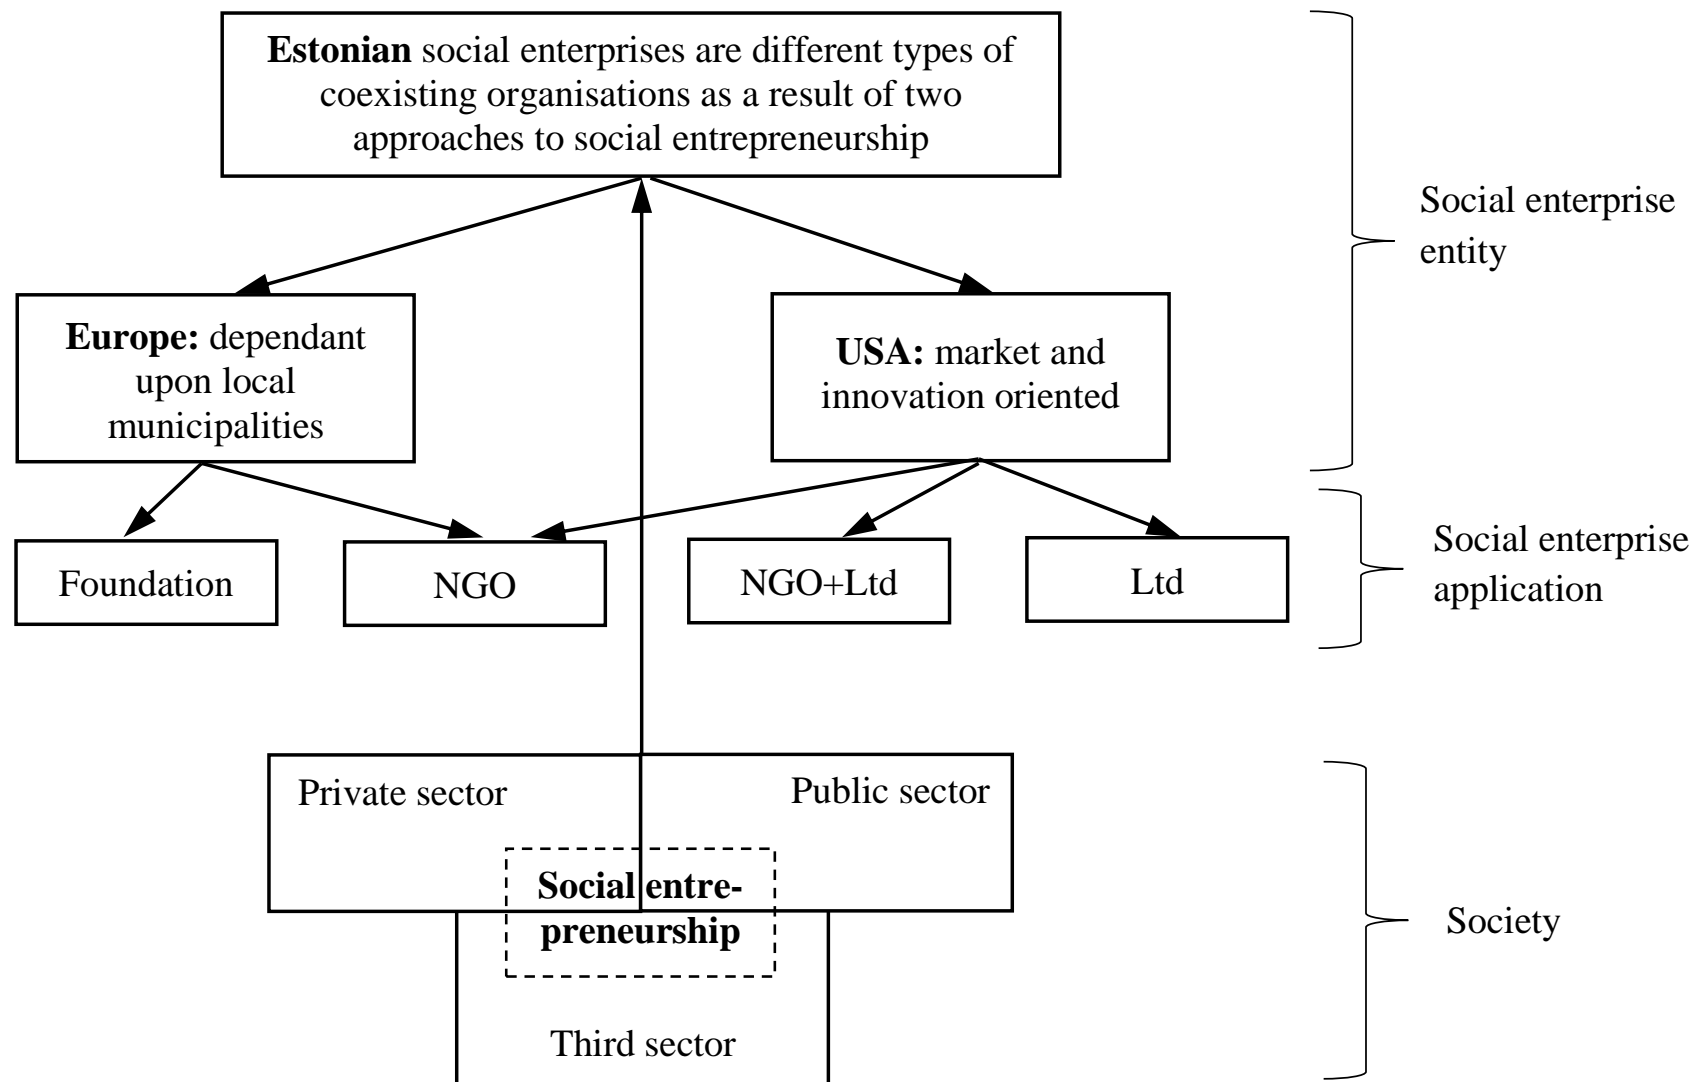 Estonian social enterprises are different types of
coexisting organisations as a result of two
approaches to social entrepreneurship
Social enterprise
entity
Europe: dependant
upon local
municipalities
USA: market and
innovation oriented
Foundation
NGO
NGO+Ltd
Ltd
Social enterprise
application
Private sector
Public sector
Social entre-
preneurship
Society
Third sector